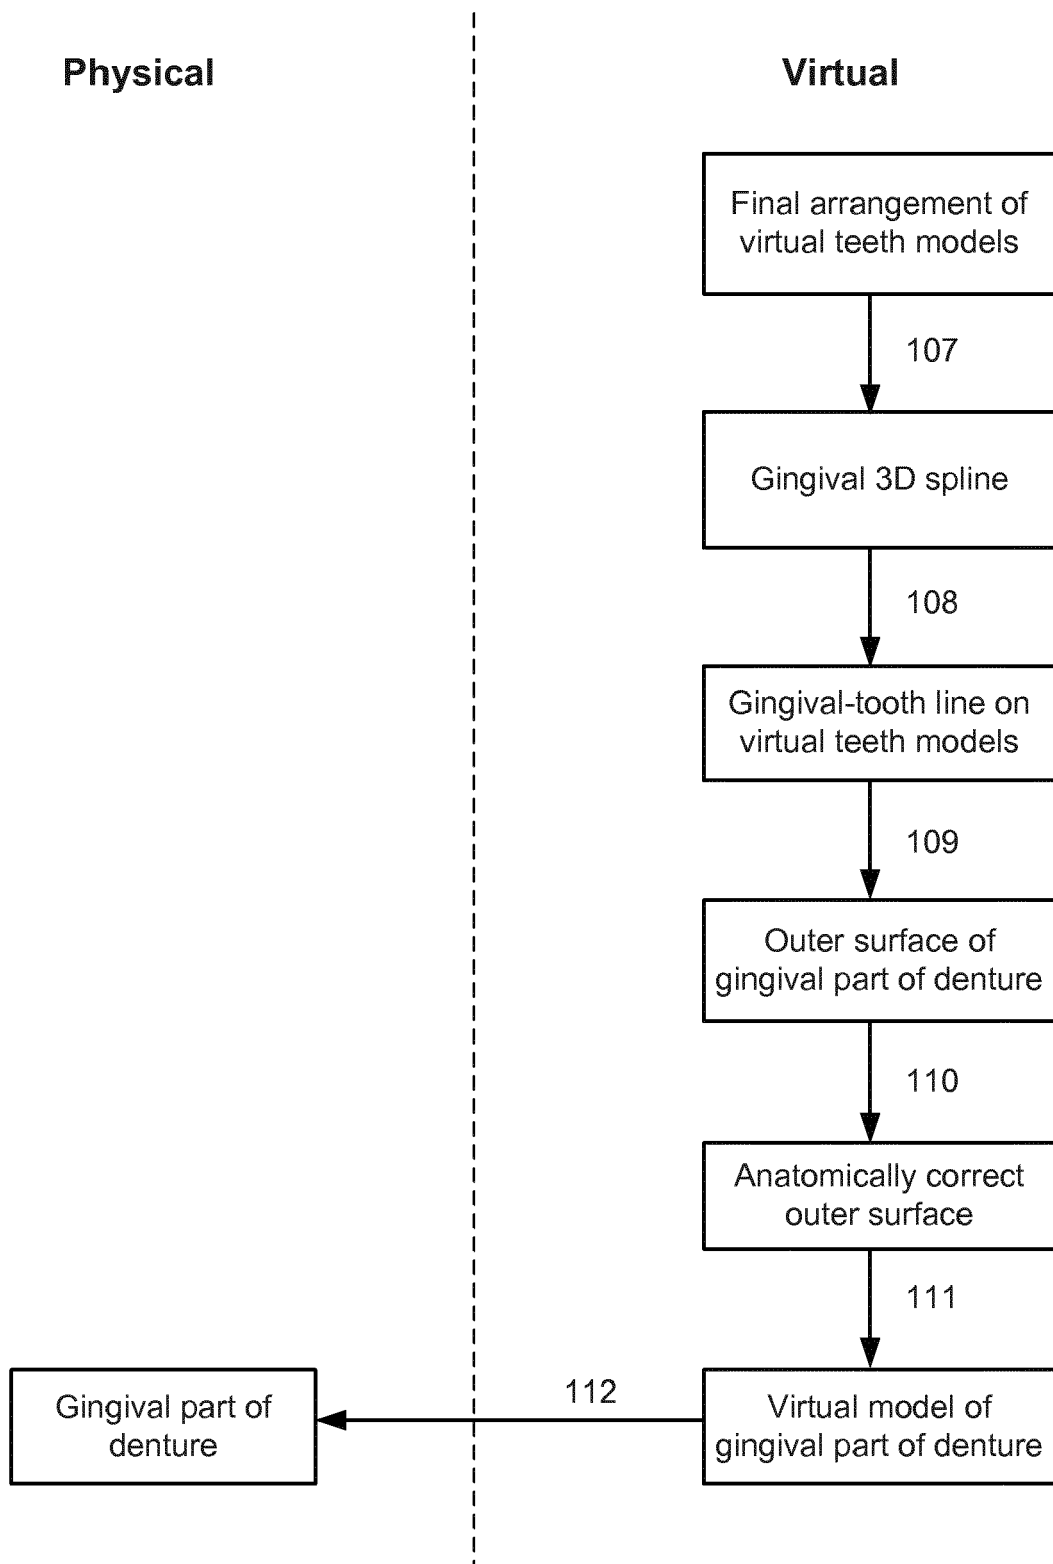 Physical
Virtual
Final arrangement of
virtual teeth models
107
Gingival 3D spline
108
Gingival-tooth line on
virtual teeth models
109
Outer surface of
gingival part of denture
110
Anatomically correct
outer surface
111
Gingival part of
denture
112
Virtual model of
gingival part of denture